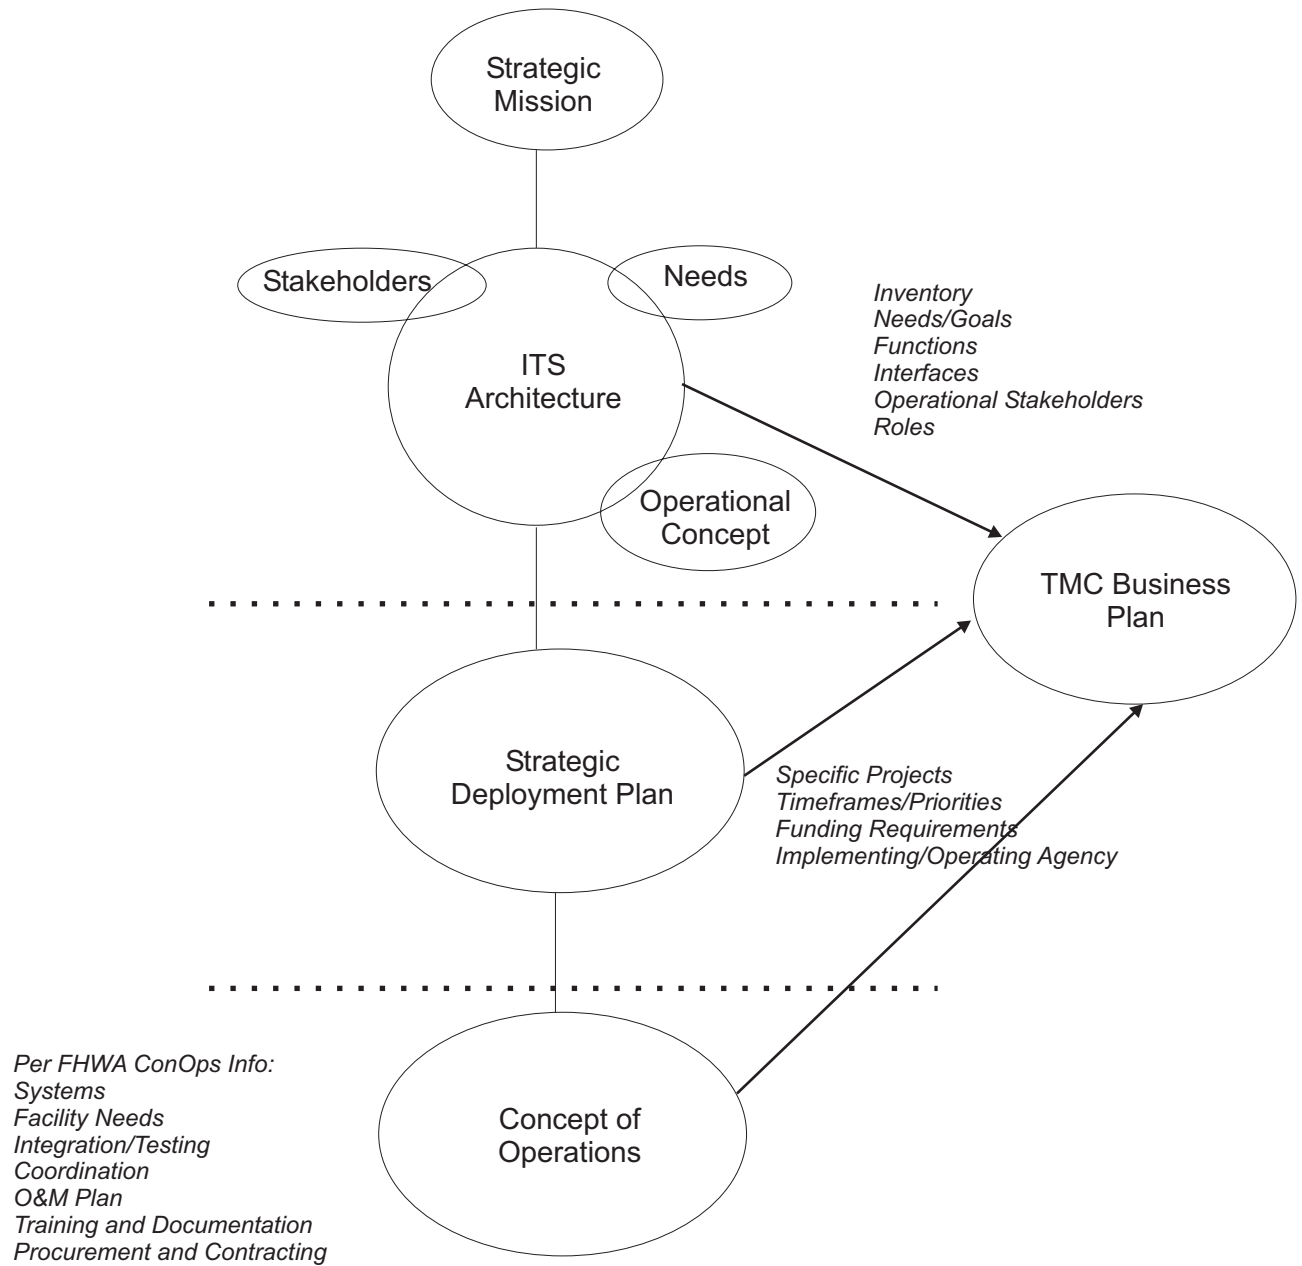 Strategic
Mission
Stakeholders
Needs
ITS
Architecture
Inventory
Needs/Goals
Functions
Interfaces
Operational Stakeholders
Roles
Operational
Concept
TMC Business
Plan
Strategic
Deployment Plan
Specific Projects
Timeframes/Priorities
Funding Requirements
Implementing/Operating Agency
Per FHWA ConOps Info:
Systems
Facility Needs
Integration/Testing
Coordination
O&M Plan
Training and Documentation
Procurement and Contracting
Concept of
Operations